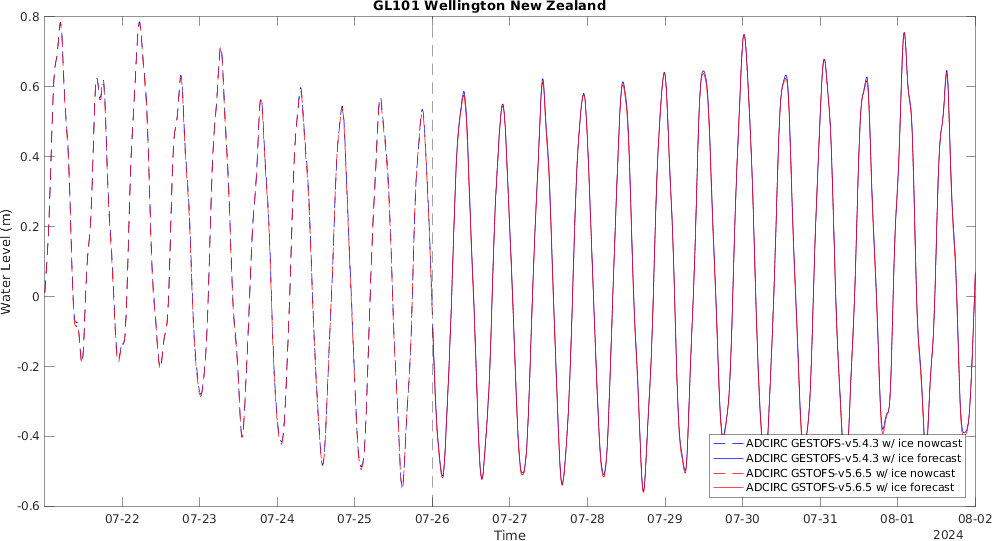 GL101 Wellington New Zealand
0.8
0.6
0.4
0.2
0
-0.2
-0.4
-0.6
Water Level (m)
ADCIRC GESTOFS-v5.4.3 w/ ice nowcast
ADCIRC GESTOFS-v5.4.3 w/ ice forecast
ADCIRC GSTOFS-v5.6.5 w/ ice nowcast
ADCIRC GSTOFS-v5.6.5 w/ ice forecast
07-22 07-23 07-24 07-25 07-26 07-27 07-28 07-29 07-30 07-31 08-01 08-02
Time
2024